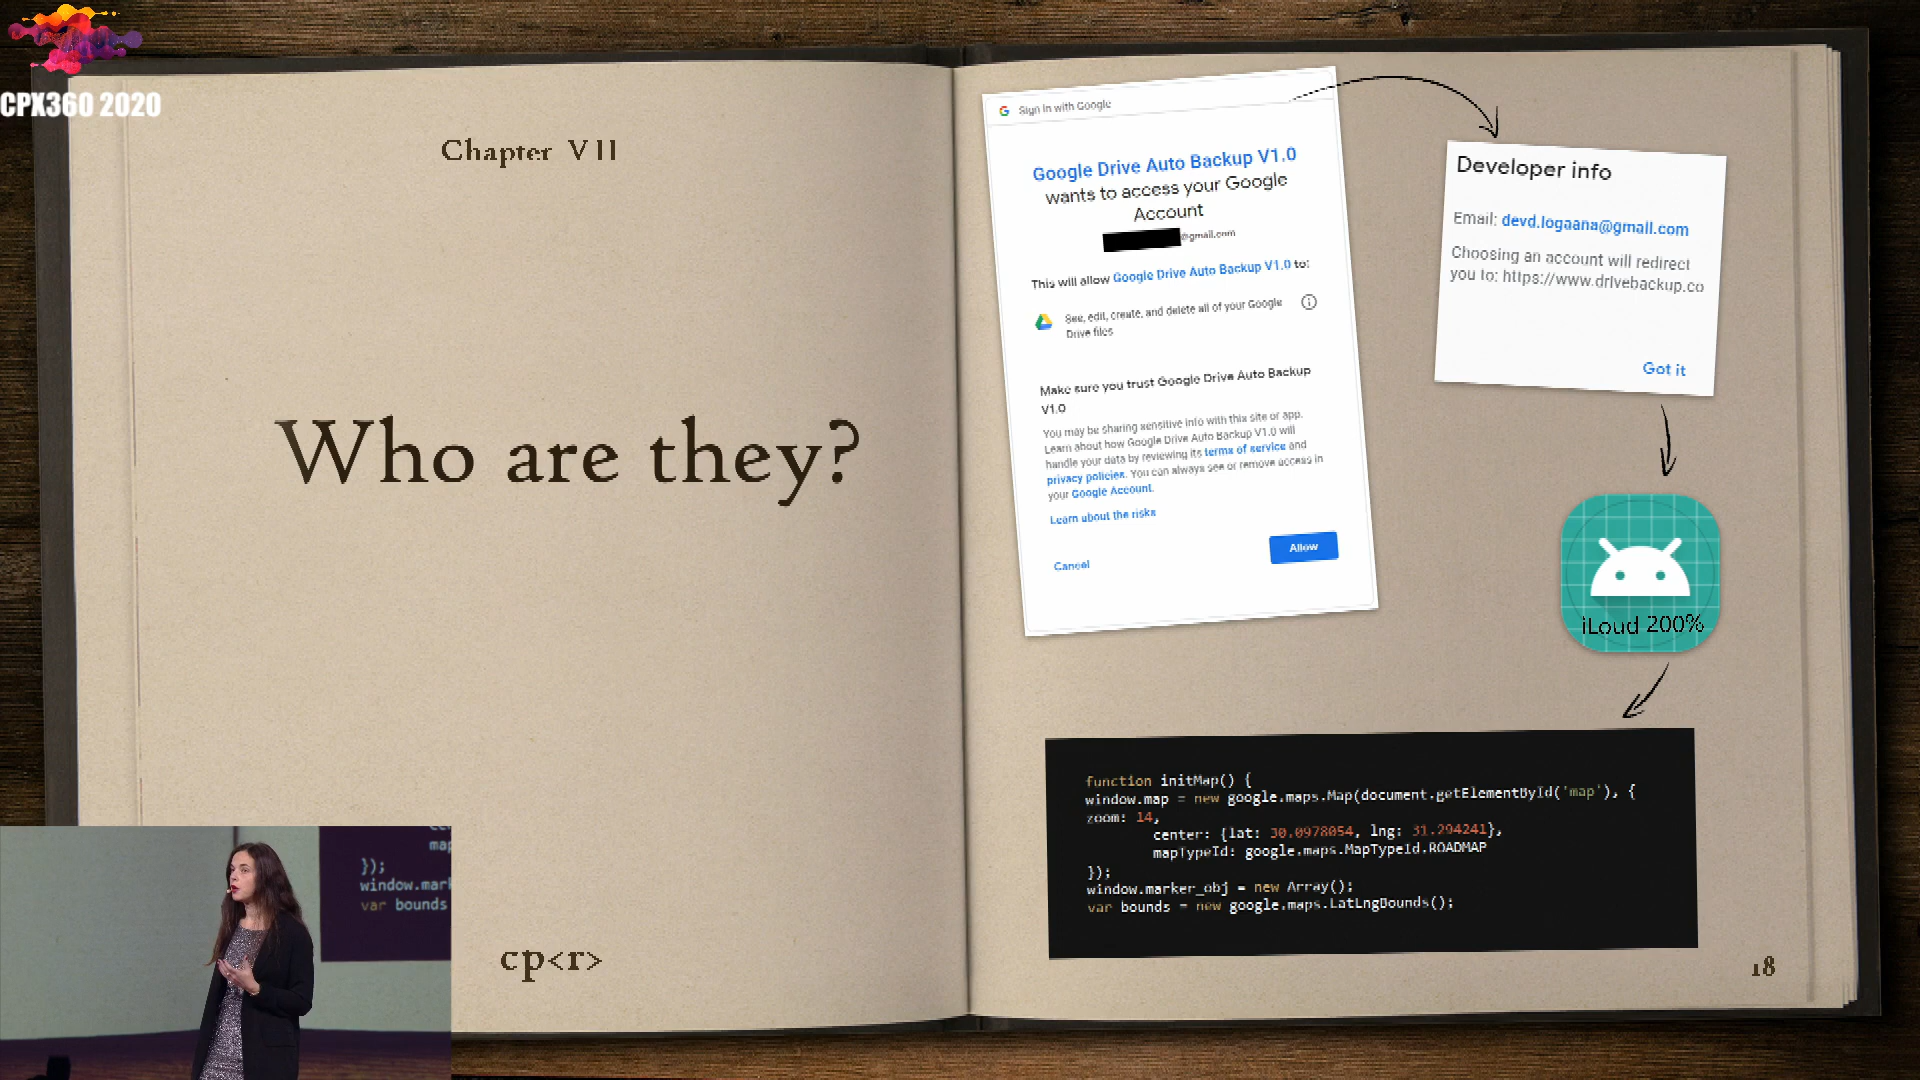 CPX360 2020
Chapter VII
Who are they?
cp<r>
Sign in with Google
Google Drive Auto Backup V1.0
wants to access your Google
Account
@gmail.com
This will allow Google Drive Auto Backup V1.0 to:
See, edit, create, and delete all of your Google
Drive files
Make sure you trust Google Drive Auto Backup
V1.0
You may be sharing sensitive info with this site or app.
Learn about how Google Drive Auto Backup V1.0 will
handle your data by reviewing its terms of service and
privacy policies. You can always see or remove access in
your Google Account.
Learn about the risks
Cancel
Allow
Developer info
Email: devd.logaana@gmail.com
Choosing an account will redirect
you to: https://www.drivebackup.co
Got it
iLoud 200%
function initMap() {
window.map = new google.maps.Map(document.getElementById('map'), {
zoom: 14,
center: {lat: 30.0978054, lng: 31.294241},
mapTypeId: google.maps.MapTypeId.ROADMAP
});
window.marker_obj = new Array();
var bounds = new google.maps.LatLngBounds();
18
map
});
window.mark
var bounds